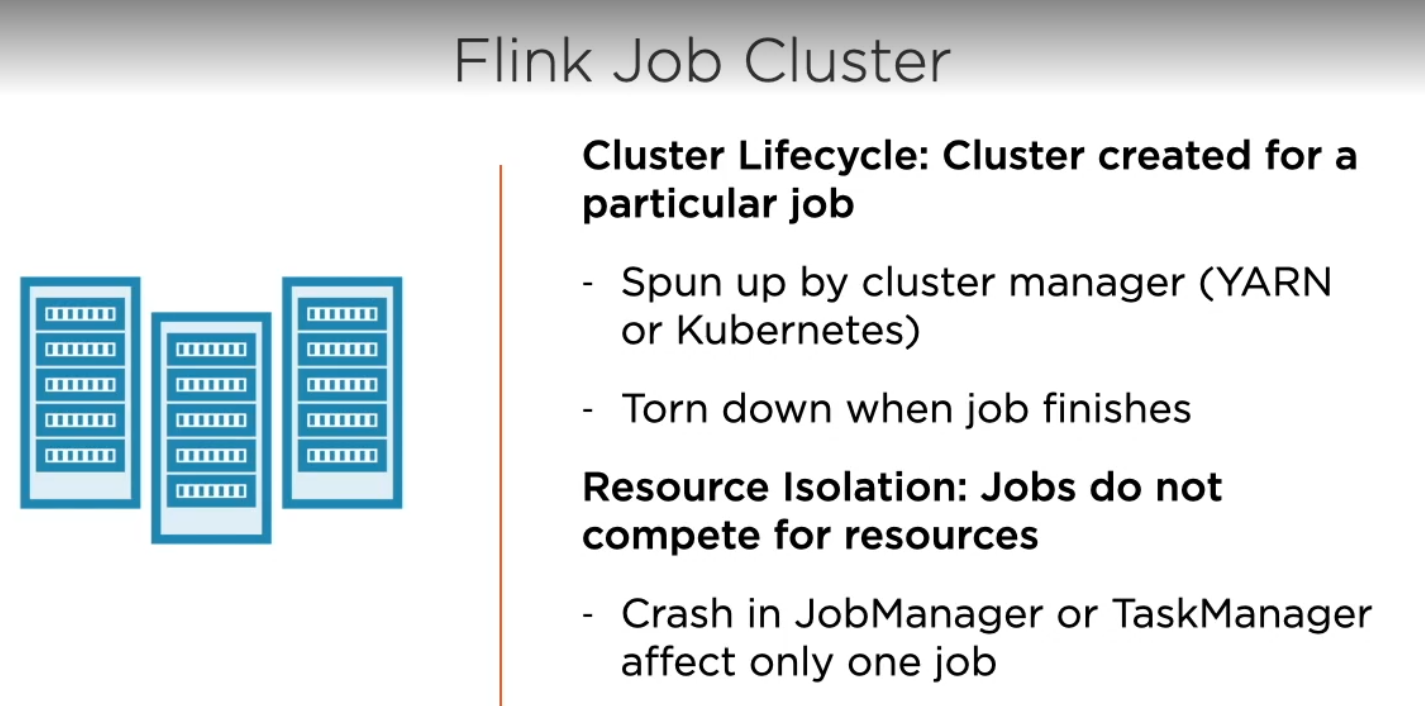 Flink Job Cluster
Cluster Lifecycle: Cluster created for a
particular job
- Spun up by cluster manager (YARN
or Kubernetes)
- Torn down when job finishes
Resource Isolation: Jobs do not
compete for resources
- Crash in JobManager or TaskManager
affect only one job